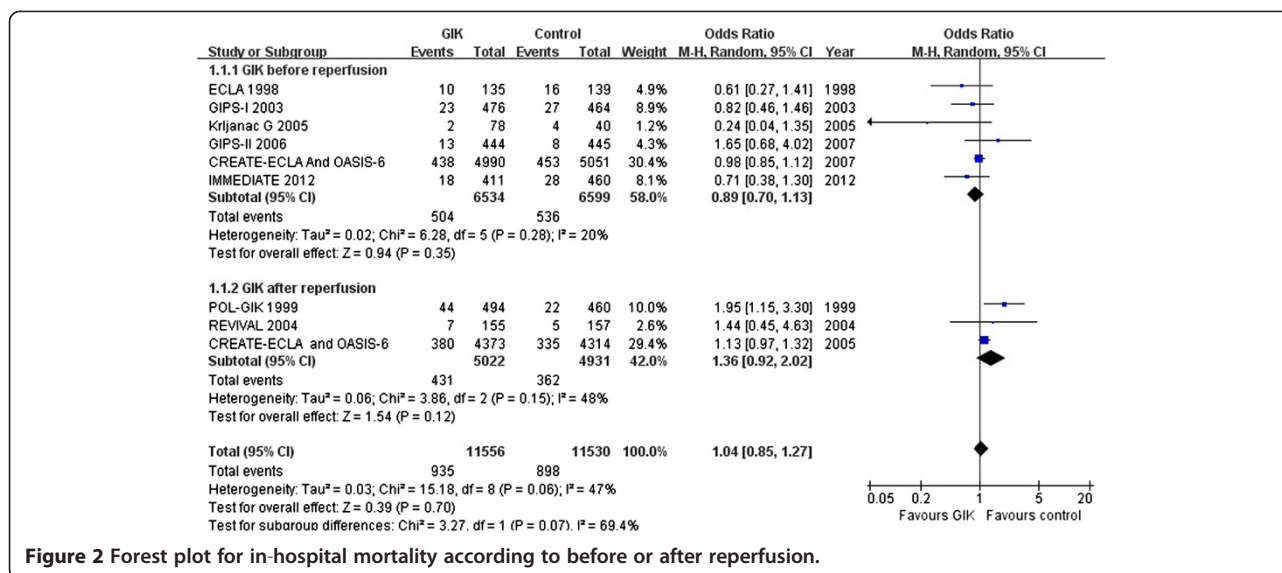 GIK Control Odds Ratio Odds Ratio
Study or Subgroup Events Total Events Total Weight M-H, Random, 95% CI Year M-H, Random, 95% CI
1.1.1 GIK before reperfusion
ECLA 1998 10 135 16 139 4.9% 0.61 [0.27, 1.41] 1998
GIPS-I 2003 23 476 27 464 8.9% 0.82 [0.46, 1.46] 2003
Krljanac G 2005 2 78 4 40 1.2% 0.24 [0.04, 1.35] 2005
GIPS-II 2006 13 444 8 445 4.3% 1.65 [0.68, 4.02] 2007
CREATE-ECLA And OASIS-6 438 4990 453 5051 30.4% 0.98 [0.85, 1.12] 2007
IMMEDIATE 2012 18 411 28 460 8.1% 0.71 [0.38, 1.30] 2012
Subtotal (95% CI) 6534 6599 58.0% 0.89 [0.70, 1.13]
Total events 504 536
Heterogeneity: Tau² = 0.02; Chi² = 6.28, df = 5 (P = 0.28); I² = 20%
Test for overall effect: Z = 0.94 (P = 0.35)
1.1.2 GIK after reperfusion
POL-GIK 1999 44 494 22 460 10.0% 1.95 [1.15, 3.30] 1999
REVIVAL 2004 7 155 5 157 2.6% 1.44 [0.45, 4.63] 2004
CREATE-ECLA and OASIS-6 380 4373 335 4314 29.4% 1.13 [0.97, 1.32] 2005
Subtotal (95% CI) 5022 4931 42.0% 1.36 [0.92, 2.02]
Total events 431 362
Heterogeneity: Tau² = 0.06; Chi² = 3.86, df = 2 (P = 0.15); I² = 48%
Test for overall effect: Z = 1.54 (P = 0.12)
Total (95% CI) 11556 11530 100.0% 1.04 [0.85, 1.27]
Total events 935 898
Heterogeneity: Tau² = 0.03; Chi² = 15.18, df = 8 (P = 0.06); I² = 47%
Test for overall effect: Z = 0.39 (P = 0.70)
Test for subgroup differences: Chi² = 3.27, df = 1 (P = 0.07), I² = 69.4%
0.05 0.2 1 5 20
Favours GIK Favours control
Figure 2 Forest plot for in-hospital mortality according to before or after reperfusion.